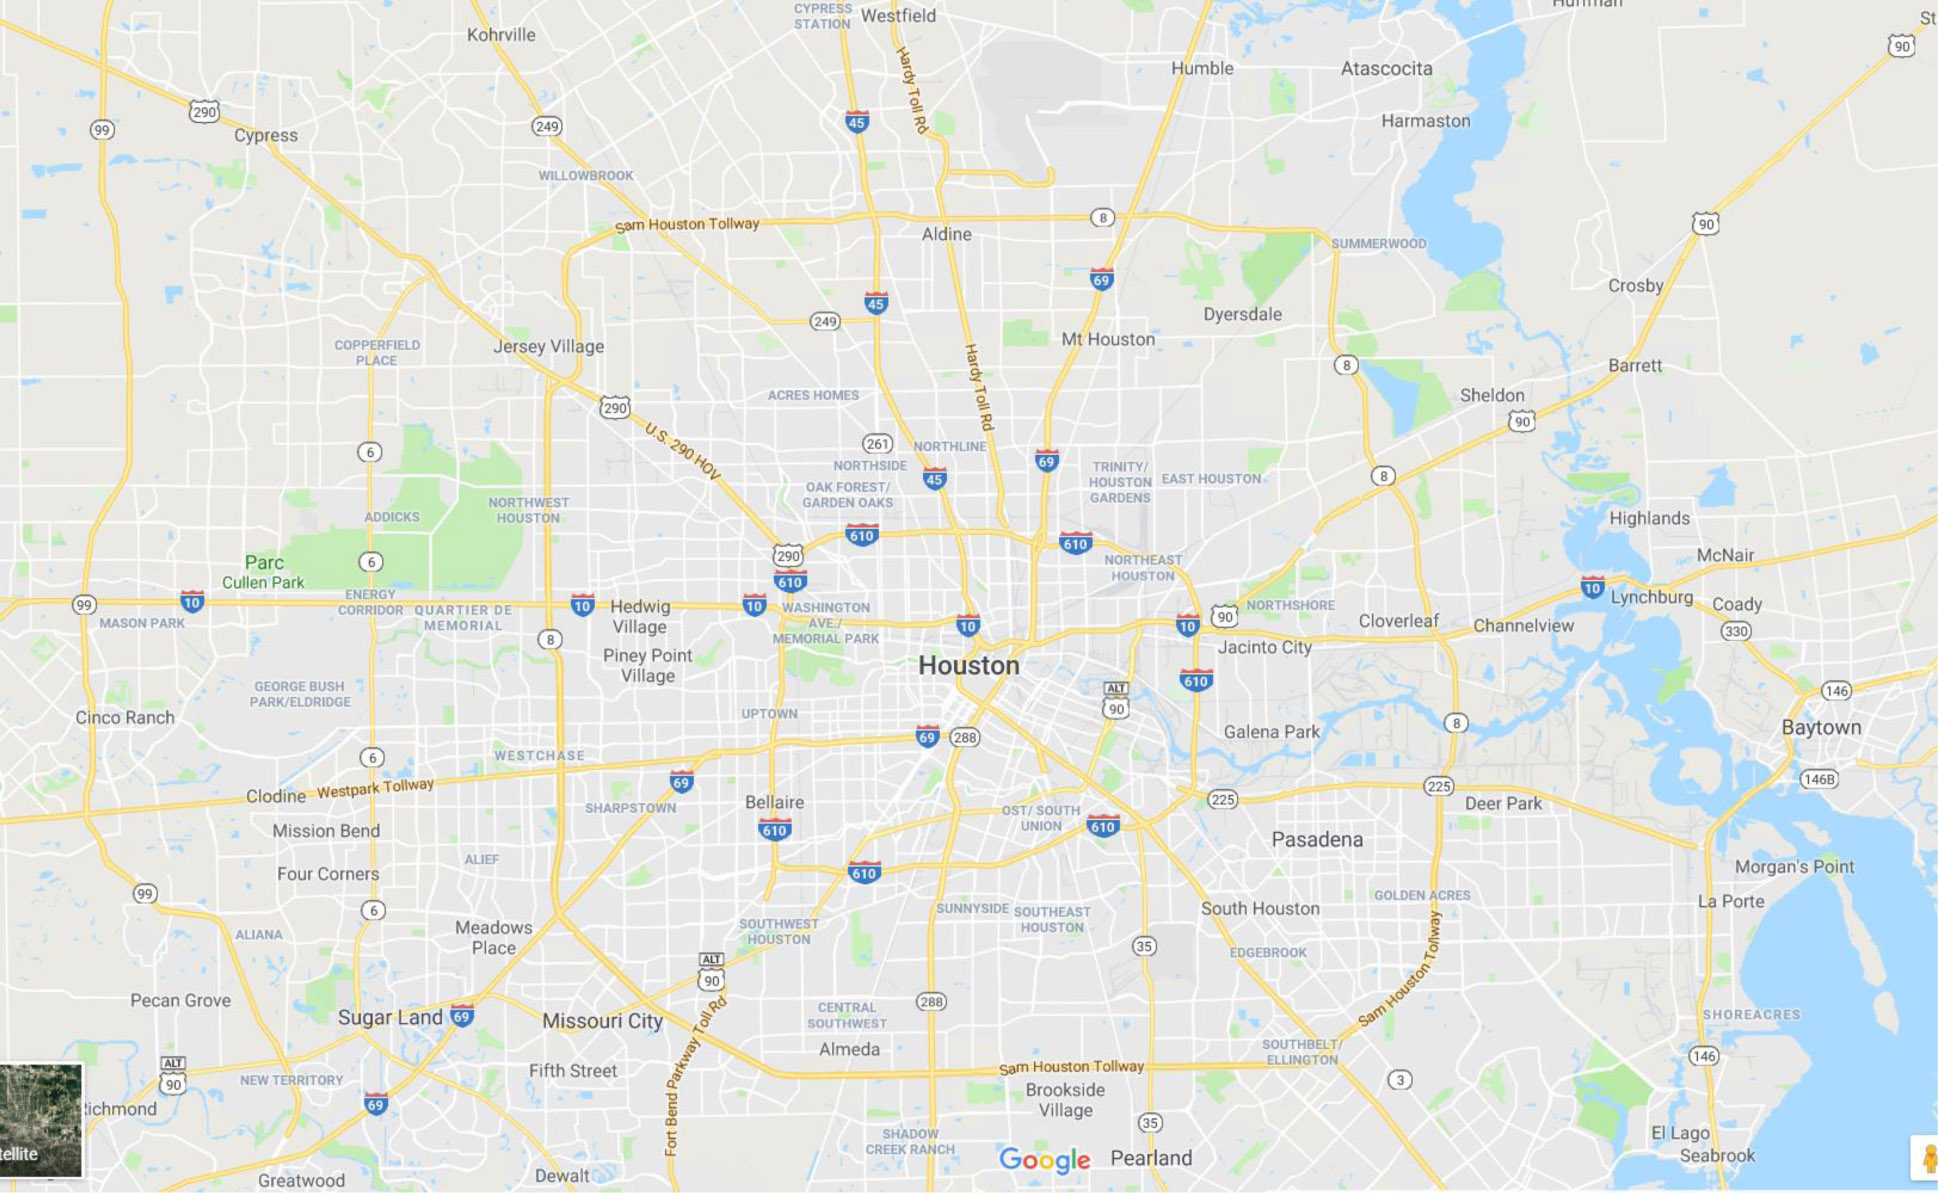 CYPRESS
STATION
Westfield
Kohrville
Humble
Atascocita
90
Hardy Toll Rd
290
99
Cypress
249
45
Harmaston
WILLOWBROOK
Sam Houston Tollway
8
Aldine
SUMMERWOOD
90
69
Crosby
45
249
Dyersdale
Mt Houston
COPPERFIELD
PLACE
Jersey Village
Hardy Toll Rd
8
Barrett
ACRES HOMES
Sheldon
90
290
U.S. 290 HOV
261
NORTHLINE
6
NORTHSIDE
45
69
TRINITY/
HOUSTON
GARDENS
EAST HOUSTON
8
OAK FOREST/
GARDEN OAKS
NORTHWEST
HOUSTON
ADDICKS
Highlands
610
610
290
McNair
Parc
Cullen Park
6
NORTHEAST
HOUSTON
610
10
99
10
ENERGY
CORRIDOR
QUARTIER DE
MEMORIAL
10
Hedwig
Village
10
WASHINGTON
AVE./
MEMORIAL PARK
10
10
90
NORTHSHORE
Lynchburg
Coady
MASON PARK
Cloverleaf
Channelview
330
8
Jacinto City
Piney Point
Village
Houston
610
GEORGE BUSH
PARK/ELDRIDGE
ALT
90
146
Cinco Ranch
UPTOWN
8
Baytown
69
288
Galena Park
6
WESTCHASE
146B
Clodine
Westpark Tollway
69
225
225
Deer Park
SHARPSTOWN
Bellaire
610
OST/ SOUTH
UNION
610
Mission Bend
Pasadena
ALIEF
Four Corners
610
Morgan's Point
99
6
SUNNYSIDE
SOUTHEAST
HOUSTON
South Houston
GOLDEN ACRES
La Porte
ALIANA
Meadows
Place
SOUTHWEST
HOUSTON
35
EDGEBROOK
ALT
90
Sam Houston Tollway
Pecan Grove
Sugar Land
69
Missouri City
288
CENTRAL
SOUTHWEST
SHOREACRES
Almeda
SOUTHBELT/
ELLINGTON
146
ALT
90
Fifth Street
Fort Bend Parkway Toll Rd
Sam Houston Tollway
NEW TERRITORY
Brookside
Village
3
69
35
El Lago
SHADOW
CREEK RANCH
Google
Pearland
Seabrook
Greatwood
Dewalt